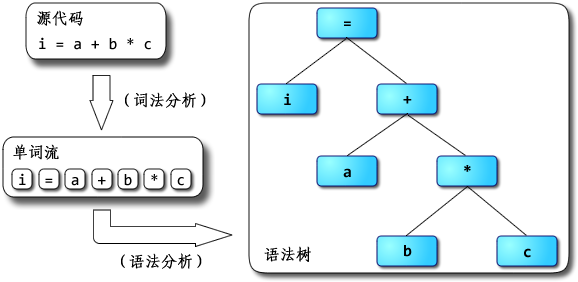 源代码
i = a + b * c
(词法分析)
单词流
i = a + b * c
(语法分析)
=
i +
a *
b c
语法树